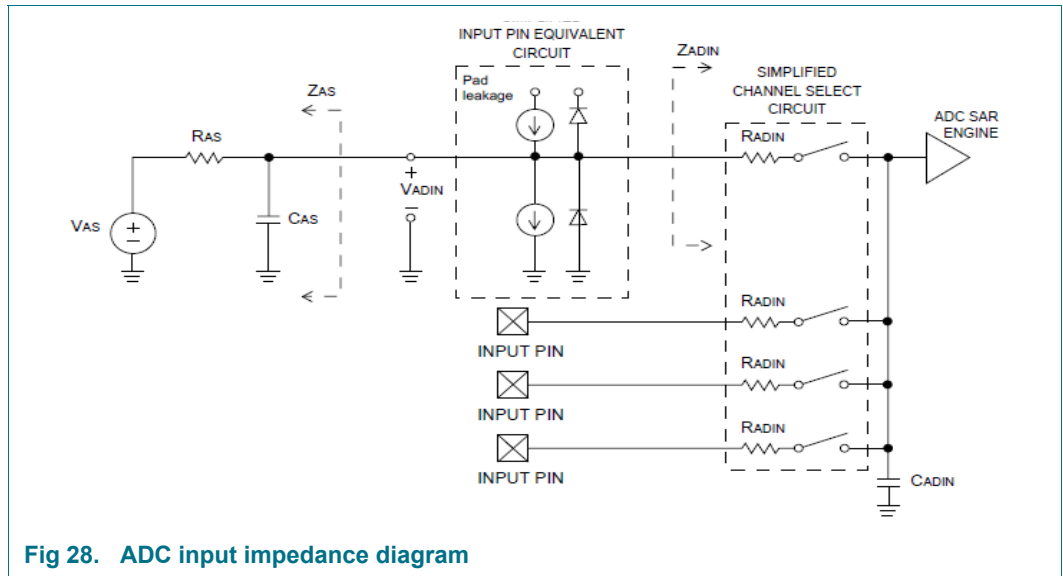 INPUT PIN EQUIVALENT
CIRCUIT
Pad
leakage
ZADIN
SIMPLIFIED
CHANNEL SELECT
CIRCUIT
ADC SAR
ENGINE
ZAS
RAS
RADIN
VADIN
+
−
VAS
+
−
CAS
RADIN
INPUT PIN
RADIN
INPUT PIN
RADIN
INPUT PIN
CADIN
Fig 28. ADC input impedance diagram